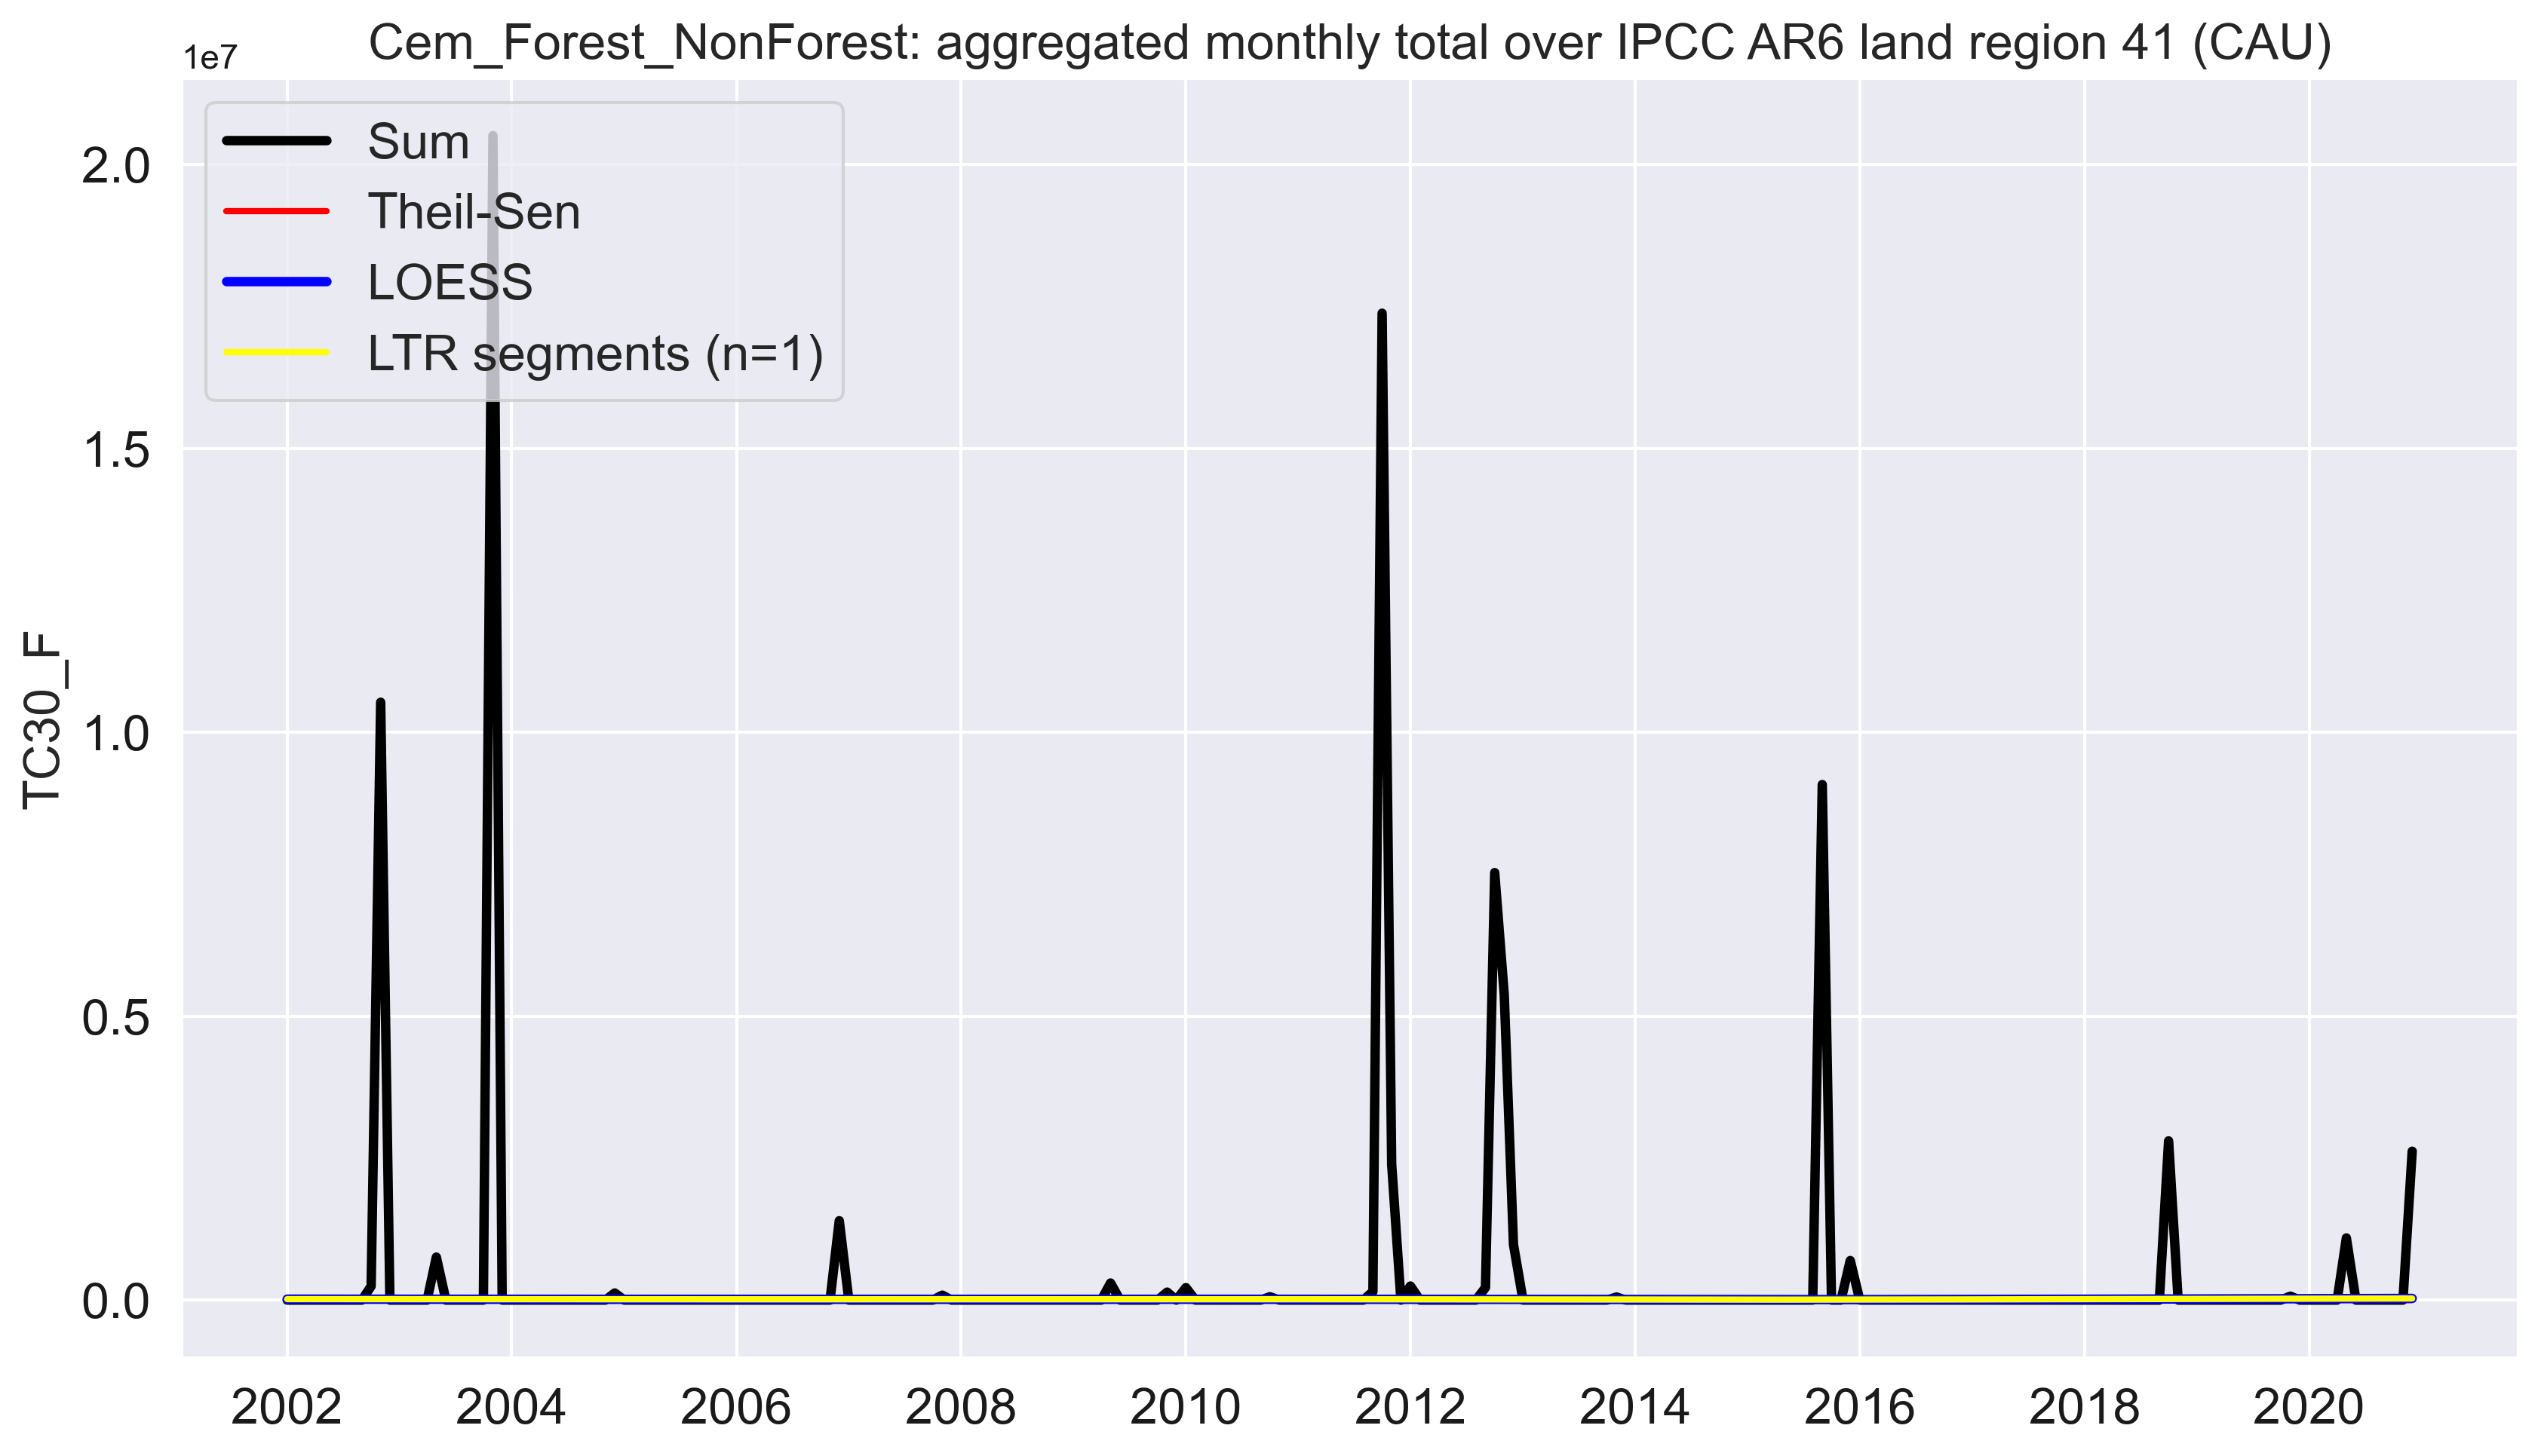 Cem_Forest_NonForest: aggregated monthly total over IPCC AR6 land region 41 (CAU)
1e7
Sum
Theil-Sen
LOESS
LTR segments (n=1)
2.0
1.5
1.0
0.5
0.0
TC30_F
2002 2004 2006 2008 2010 2012 2014 2016 2018 2020